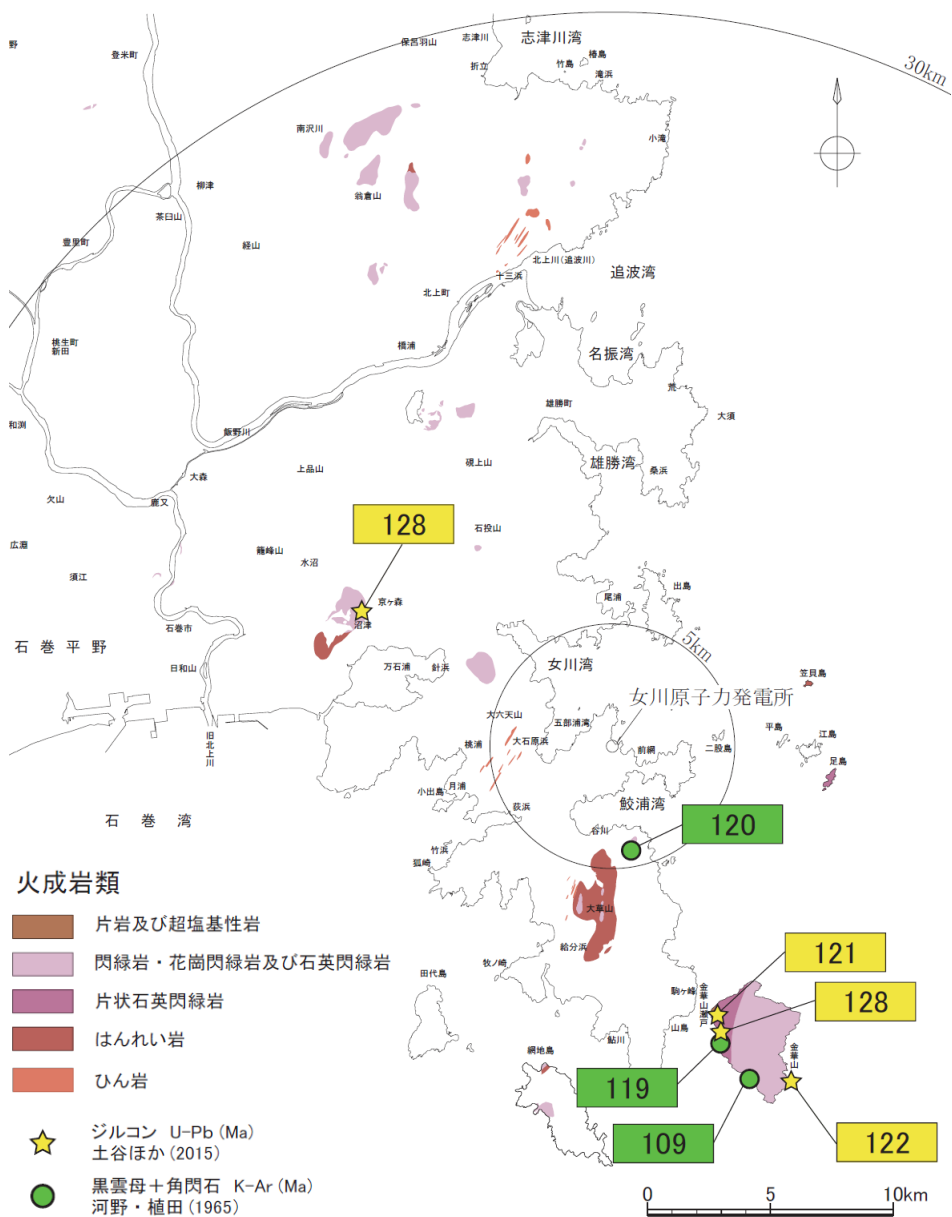 野
登米町
保呂羽山
志津川
志津川湾
椿島
竹島
滝浜
折立
30km
南沢川
小滝
柳津
翁倉山
茶臼山
豊里町
経山
北上川(追波川)
追波湾
十三浜
北上町
桃生町
新田
橋浦
名振湾
荒
雄勝町
大須
和渕
飯野川
雄勝湾
上品山
硯上山
桑浜
大森
欠山
鹿又
128
石投山
広淵
籠峰山
水沼
須江
京ヶ森
出島
尾浦
沼津
石巻市
石巻平野
5km
日和山
万石浦
針浜
女川湾
笠貝島
女川原子力発電所
大六天山
五部浦湾
旧北上川
桃浦
大石原浜
前網
二股島
平島
江島
足島
月浦
小出島
鮫浦湾
荻浜
石巻湾
120
谷川
竹浜
狐崎
火成岩類
片岩及び超塩基性岩
大草山
給分浜
121
閃緑岩・花崗閃緑岩及び石英閃緑岩
牧ノ崎
田代島
駒ヶ峰
金華山瀬戸
128
片状石英閃緑岩
山鳥
はんれい岩
鮎川
金華山
網地島
119
ひん岩
109
122
ジルコン U-Pb (Ma)
土谷ほか (2015)
黒雲母+角閃石 K-Ar (Ma)
河野・植田 (1965)
0 5 10km